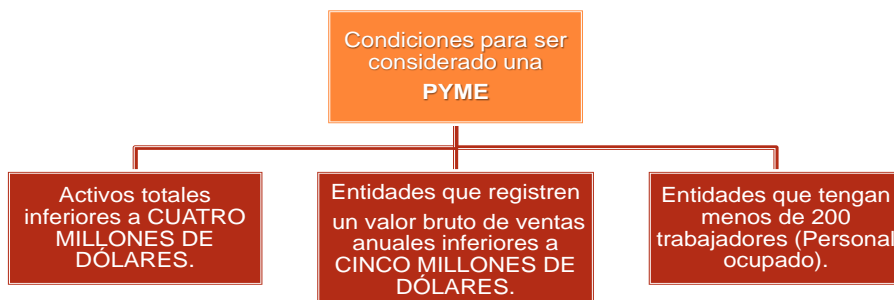 Condiciones para ser
considerado una
PYME
Activos totales
inferiores a CUATRO
MILLONES DE
DÓLARES.
Entidades que registren
un valor bruto de ventas
anuales inferiores a
CINCO MILLONES DE
DÓLARES.
Entidades que tengan
menos de 200
trabajadores (Personal
ocupado).